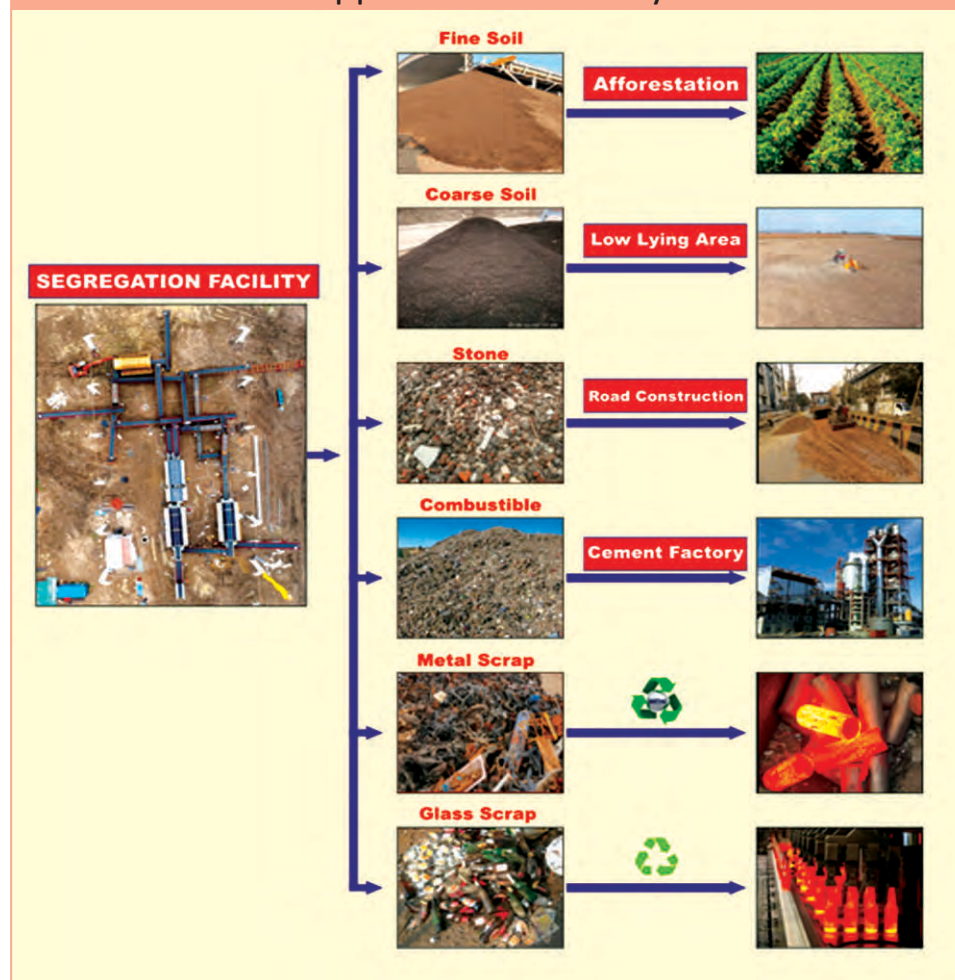 Fine Soil
Afforestation
Coarse Soil
Low Lying Area
SEGREGATION FACILITY
Stone
Road Construction
Combustible
Cement Factory
Metal Scrap
Glass Scrap